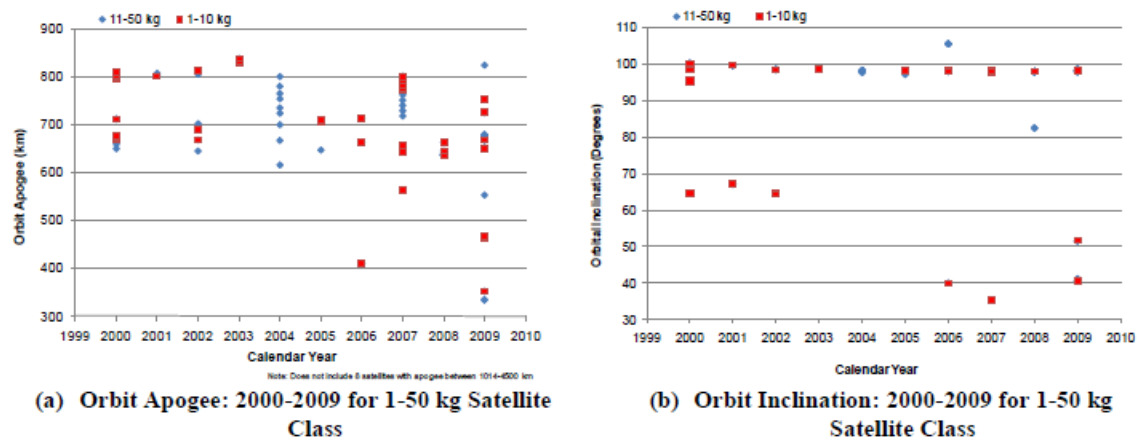 11-50 kg 1-10 kg
900
800
700
600
500
400
300
Orbit Apogee (km)
1999 2000 2001 2002 2003 2004 2005 2006 2007 2008 2009 2010
Calendar Year
Note: Does not include 8 satellites with apogee between 1014-4500 km
(a) Orbit Apogee: 2000-2009 for 1-50 kg Satellite
Class
11-50 kg 1-10 kg
110
100
90
80
70
60
50
40
30
Orbital Inclination (Degrees)
1999 2000 2001 2002 2003 2004 2005 2006 2007 2008 2009 2010
Calendar Year
(b) Orbit Inclination: 2000-2009 for 1-50 kg
Satellite Class